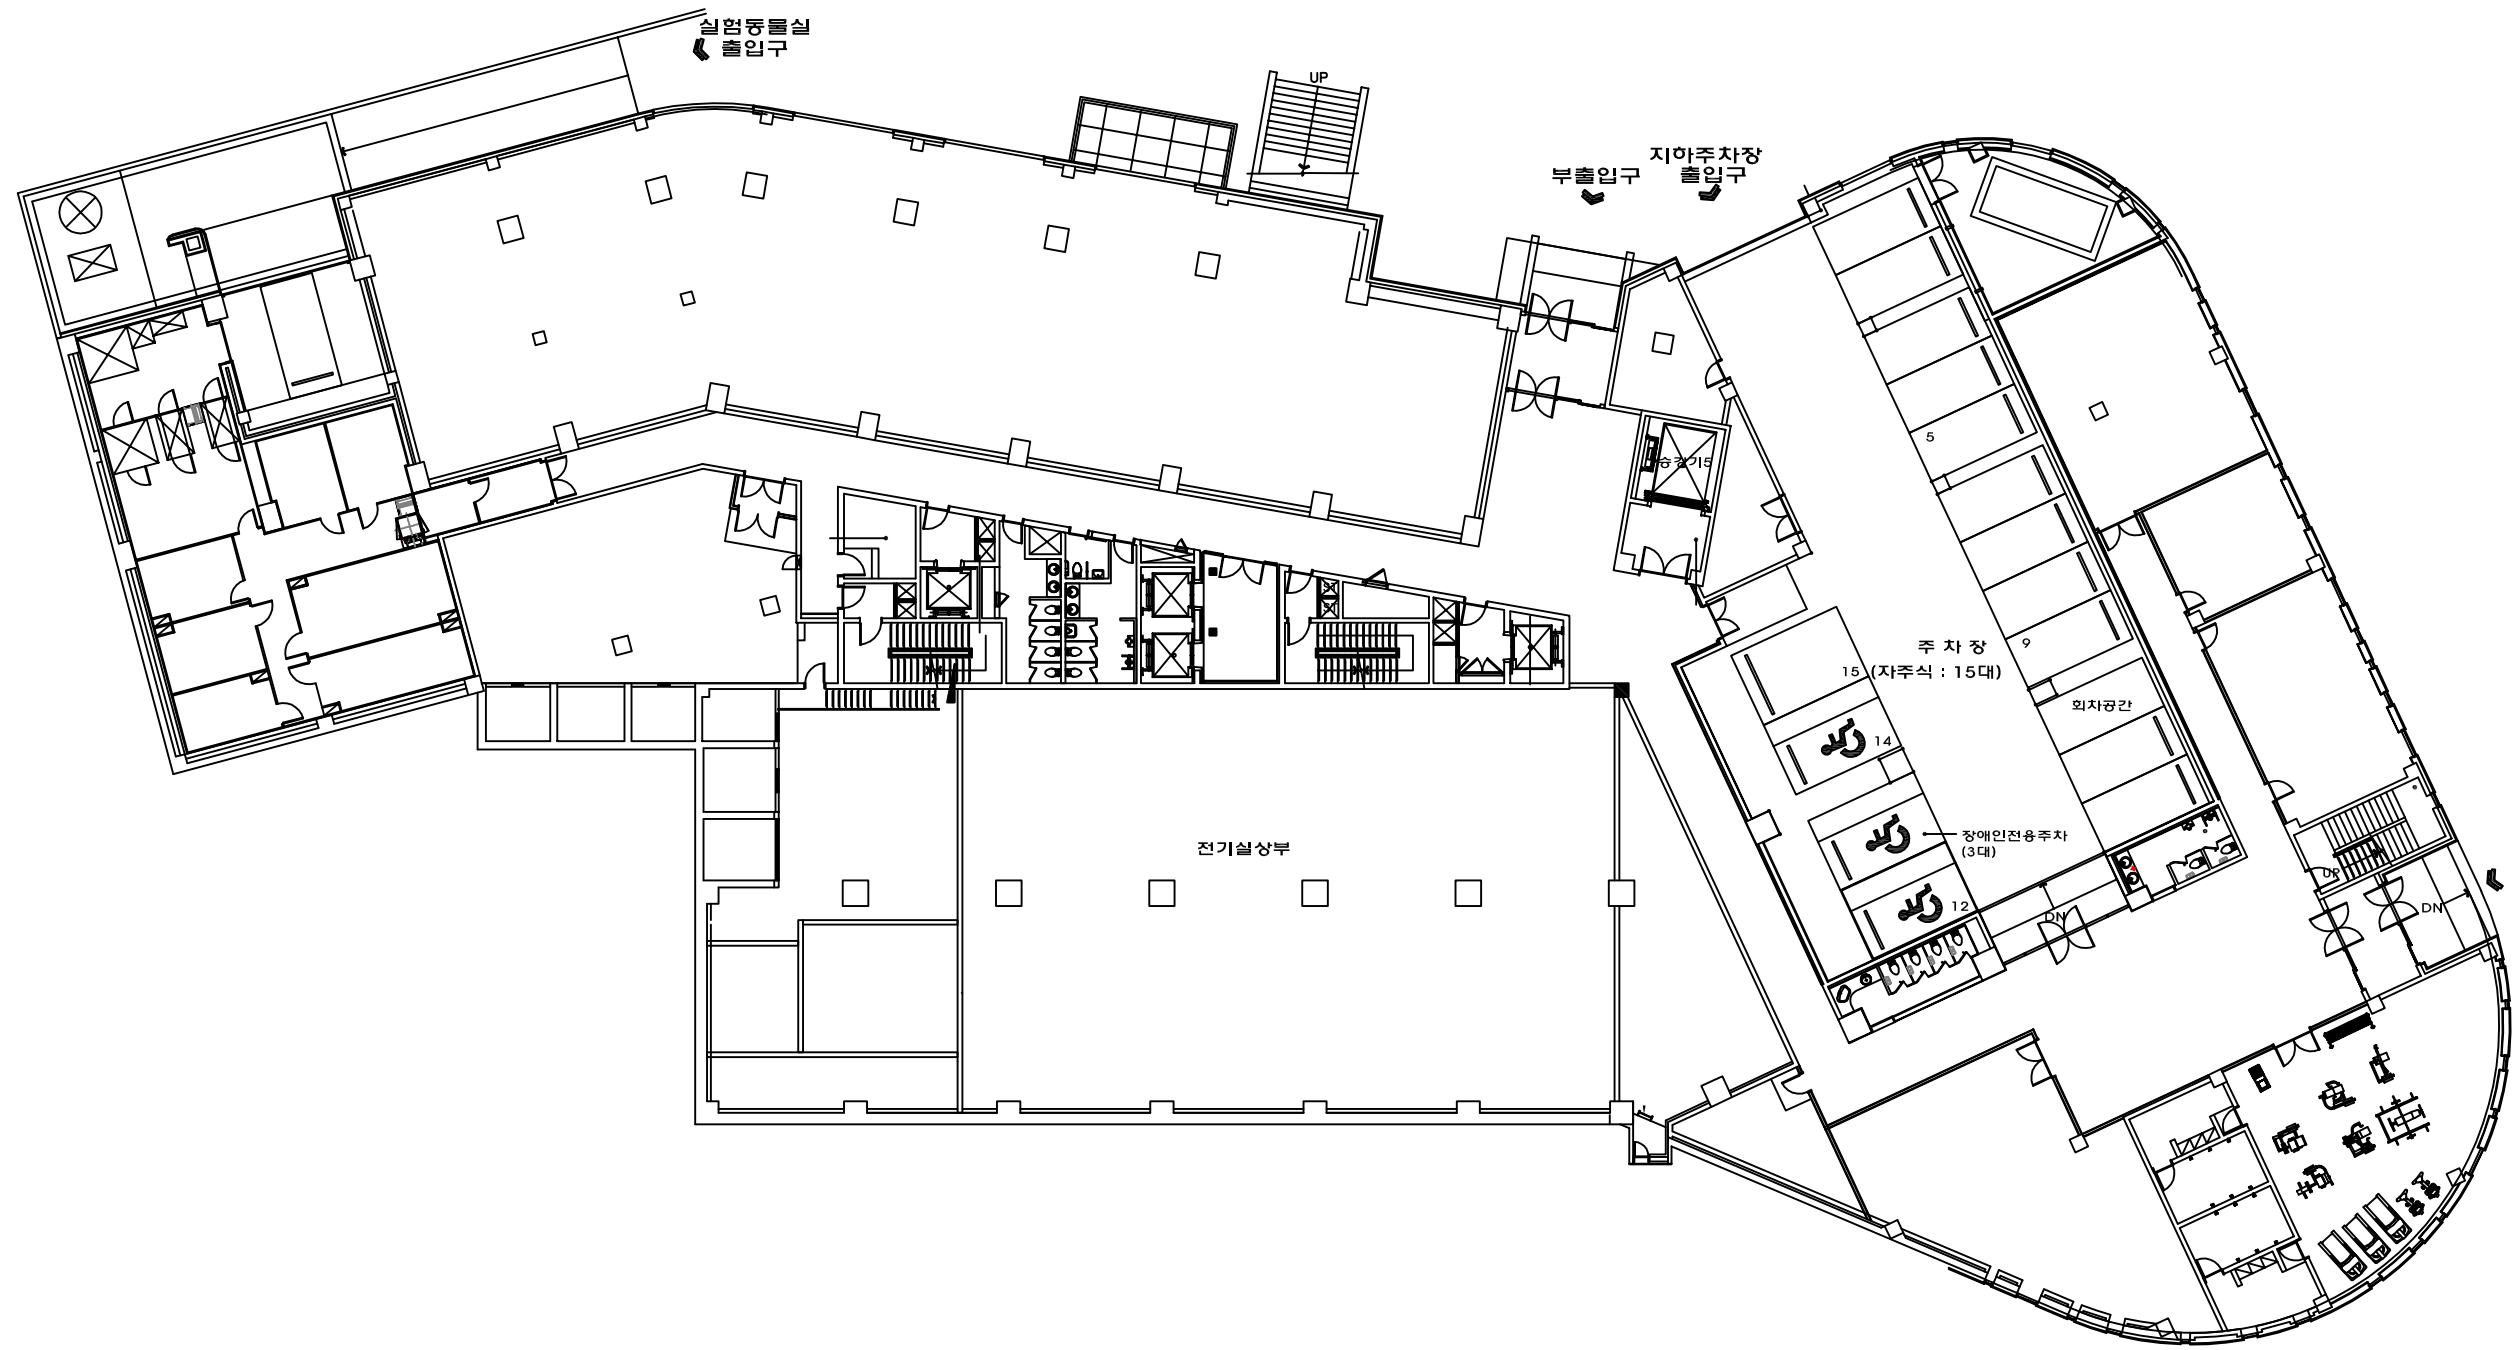 실험동물실
출입구
UP
부출입구
지하주차장
출입구
5
승강기5
ST
ST
9
주 차 장
15 (자주식 : 15대)
회차공간
14
장애인전용주차
(3대)
전기실상부
UP
12
DN
DN